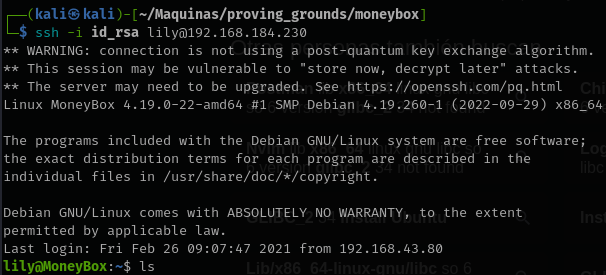 ┌──(kali㉿kali)-[~/Maquinas/proving_grounds/moneybox]
└─$ ssh -i id_rsa lily@192.168.184.230
** WARNING: connection is not using a post-quantum key exchange algorithm.
** This session may be vulnerable to "store now, decrypt later" attacks.
** The server may need to be upgraded. See https://openssh.com/pq.html
Linux MoneyBox 4.19.0-22-amd64 #1 SMP Debian 4.19.260-1 (2022-09-29) x86_64

The programs included with the Debian GNU/Linux system are free software;
the exact distribution terms for each program are described in the
individual files in /usr/share/doc/*/copyright.

Debian GNU/Linux comes with ABSOLUTELY NO WARRANTY, to the extent
permitted by applicable law.
Last login: Fri Feb 26 09:07:47 2021 from 192.168.43.80
lily@MoneyBox:~$ ls